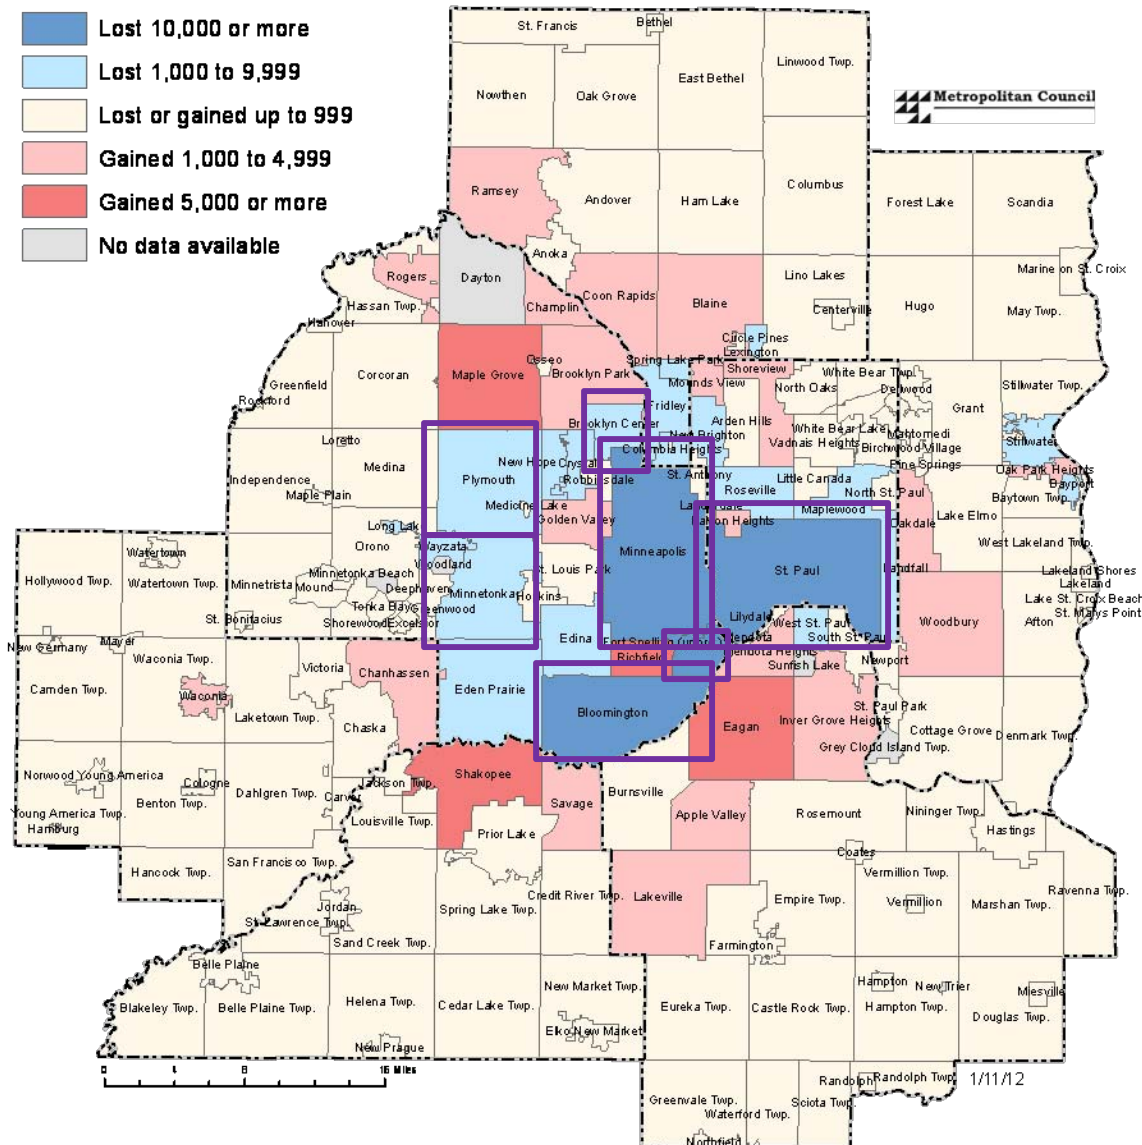 Lost 10,000 or more
Lost 1,000 to 9,999
Lost or gained up to 999
Gained 1,000 to 4,999
Gained 5,000 or more
No data available
Metropolitan Council
St. Francis
Bethel
Linwood Twp.
Nowthen
Oak Grove
East Bethel
Ramsey
Andover
Ham Lake
Columbus
Forest Lake
Scandia
Anoka
Rogers
Dayton
Lino Lakes
Marine on St. Croix
Hassan Twp.
Champlin
Coon Rapids
Blaine
Centerville
Hugo
May Twp.
Hanover
Circle Pines
Lexington
Osseo
Spring Lake Park
Corcoran
Maple Grove
Brooklyn Park
Mounds View
Shoreview
White Bear Twp.
Greenfield
North Oaks
Dellwood
Stillwater Twp.
Rockford
Fridley
Grant
Brooklyn Center
Arden Hills
White Bear Lake
Mahtomedi
Loretto
New Brighton
Vadnais Heights
Birchwood Village
Stillwater
Medina
New Hope
Crystal
Columbia Heights
Pine Springs
Oak Park Heights
Independence
Plymouth
Robbinsdale
St. Anthony
Little Canada
Bayport
Maple Plain
Medicine Lake
Roseville
North St. Paul
Baytown Twp.
Long Lake
Golden Valley
Maplewood
Lake Elmo
Oakdale
Watertown
Orono
Wayzata
Minneapolis
West Lakeland Twp.
Hollywood Twp.
Watertown Twp.
Minnetrista
Minnetonka Beach
Woodland
St. Louis Park
St. Paul
Landfall
Lakeland Shores
Mound
Deephaven
Minnetonka
Hopkins
Lakeland
Tonka Bay
Greenwood
Lake St. Croix Beach
St. Bonifacius
Shorewood
Excelsior
Lilydale
West St. Paul
Woodbury
Afton
St. Marys Point
New Germany
Mayer
Edina
South St. Paul
Waconia Twp.
Victoria
Chanhassen
Richfield
Sunfish Lake
Newport
Camden Twp.
Waconia
Eden Prairie
Laketown Twp.
Chaska
Bloomington
Eagan
Inver Grove Heights
St. Paul Park
Cottage Grove
Denmark Twp.
Grey Cloud Island Twp.
Norwood Young America
Cologne
Shakopee
Benton Twp.
Dahlgren Twp.
Carver
Jackson Twp.
Burnsville
Young America Twp.
Hamburg
Louisville Twp.
Savage
Apple Valley
Rosemount
Nininger Twp.
Prior Lake
Hastings
Coates
Hancock Twp.
San Francisco Twp.
Vermillion Twp.
Jordan
Spring Lake Twp.
Credit River Twp.
Lakeville
Empire Twp.
Vermillion
Marshan Twp.
Ravenna Twp.
St. Lawrence Twp.
Sand Creek Twp.
Farmington
Belle Plaine
Hampton
New Trier
Miesville
Blakeley Twp.
Belle Plaine Twp.
Helena Twp.
Cedar Lake Twp.
New Market Twp.
Eureka Twp.
Castle Rock Twp.
Hampton Twp.
Douglas Twp.
Elko New Market
New Prague
0 4 8 16 Miles
Randolph
Randolph Twp.
1/11/12
Greenvale Twp.
Waterford Twp.
Sciota Twp.
Northfield